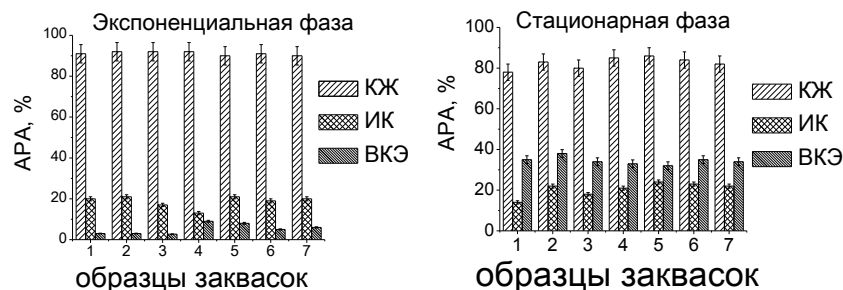 Экспоненциальная фаза
100
80
60
40
20
0
АРА, %
1 2 3 4 5 6 7
образцы заквасок
КЖ
ИК
ВКЭ
Стационарная фаза
100
80
60
40
20
0
АРА, %
1 2 3 4 5 6 7
образцы заквасок
КЖ
ИК
ВКЭ